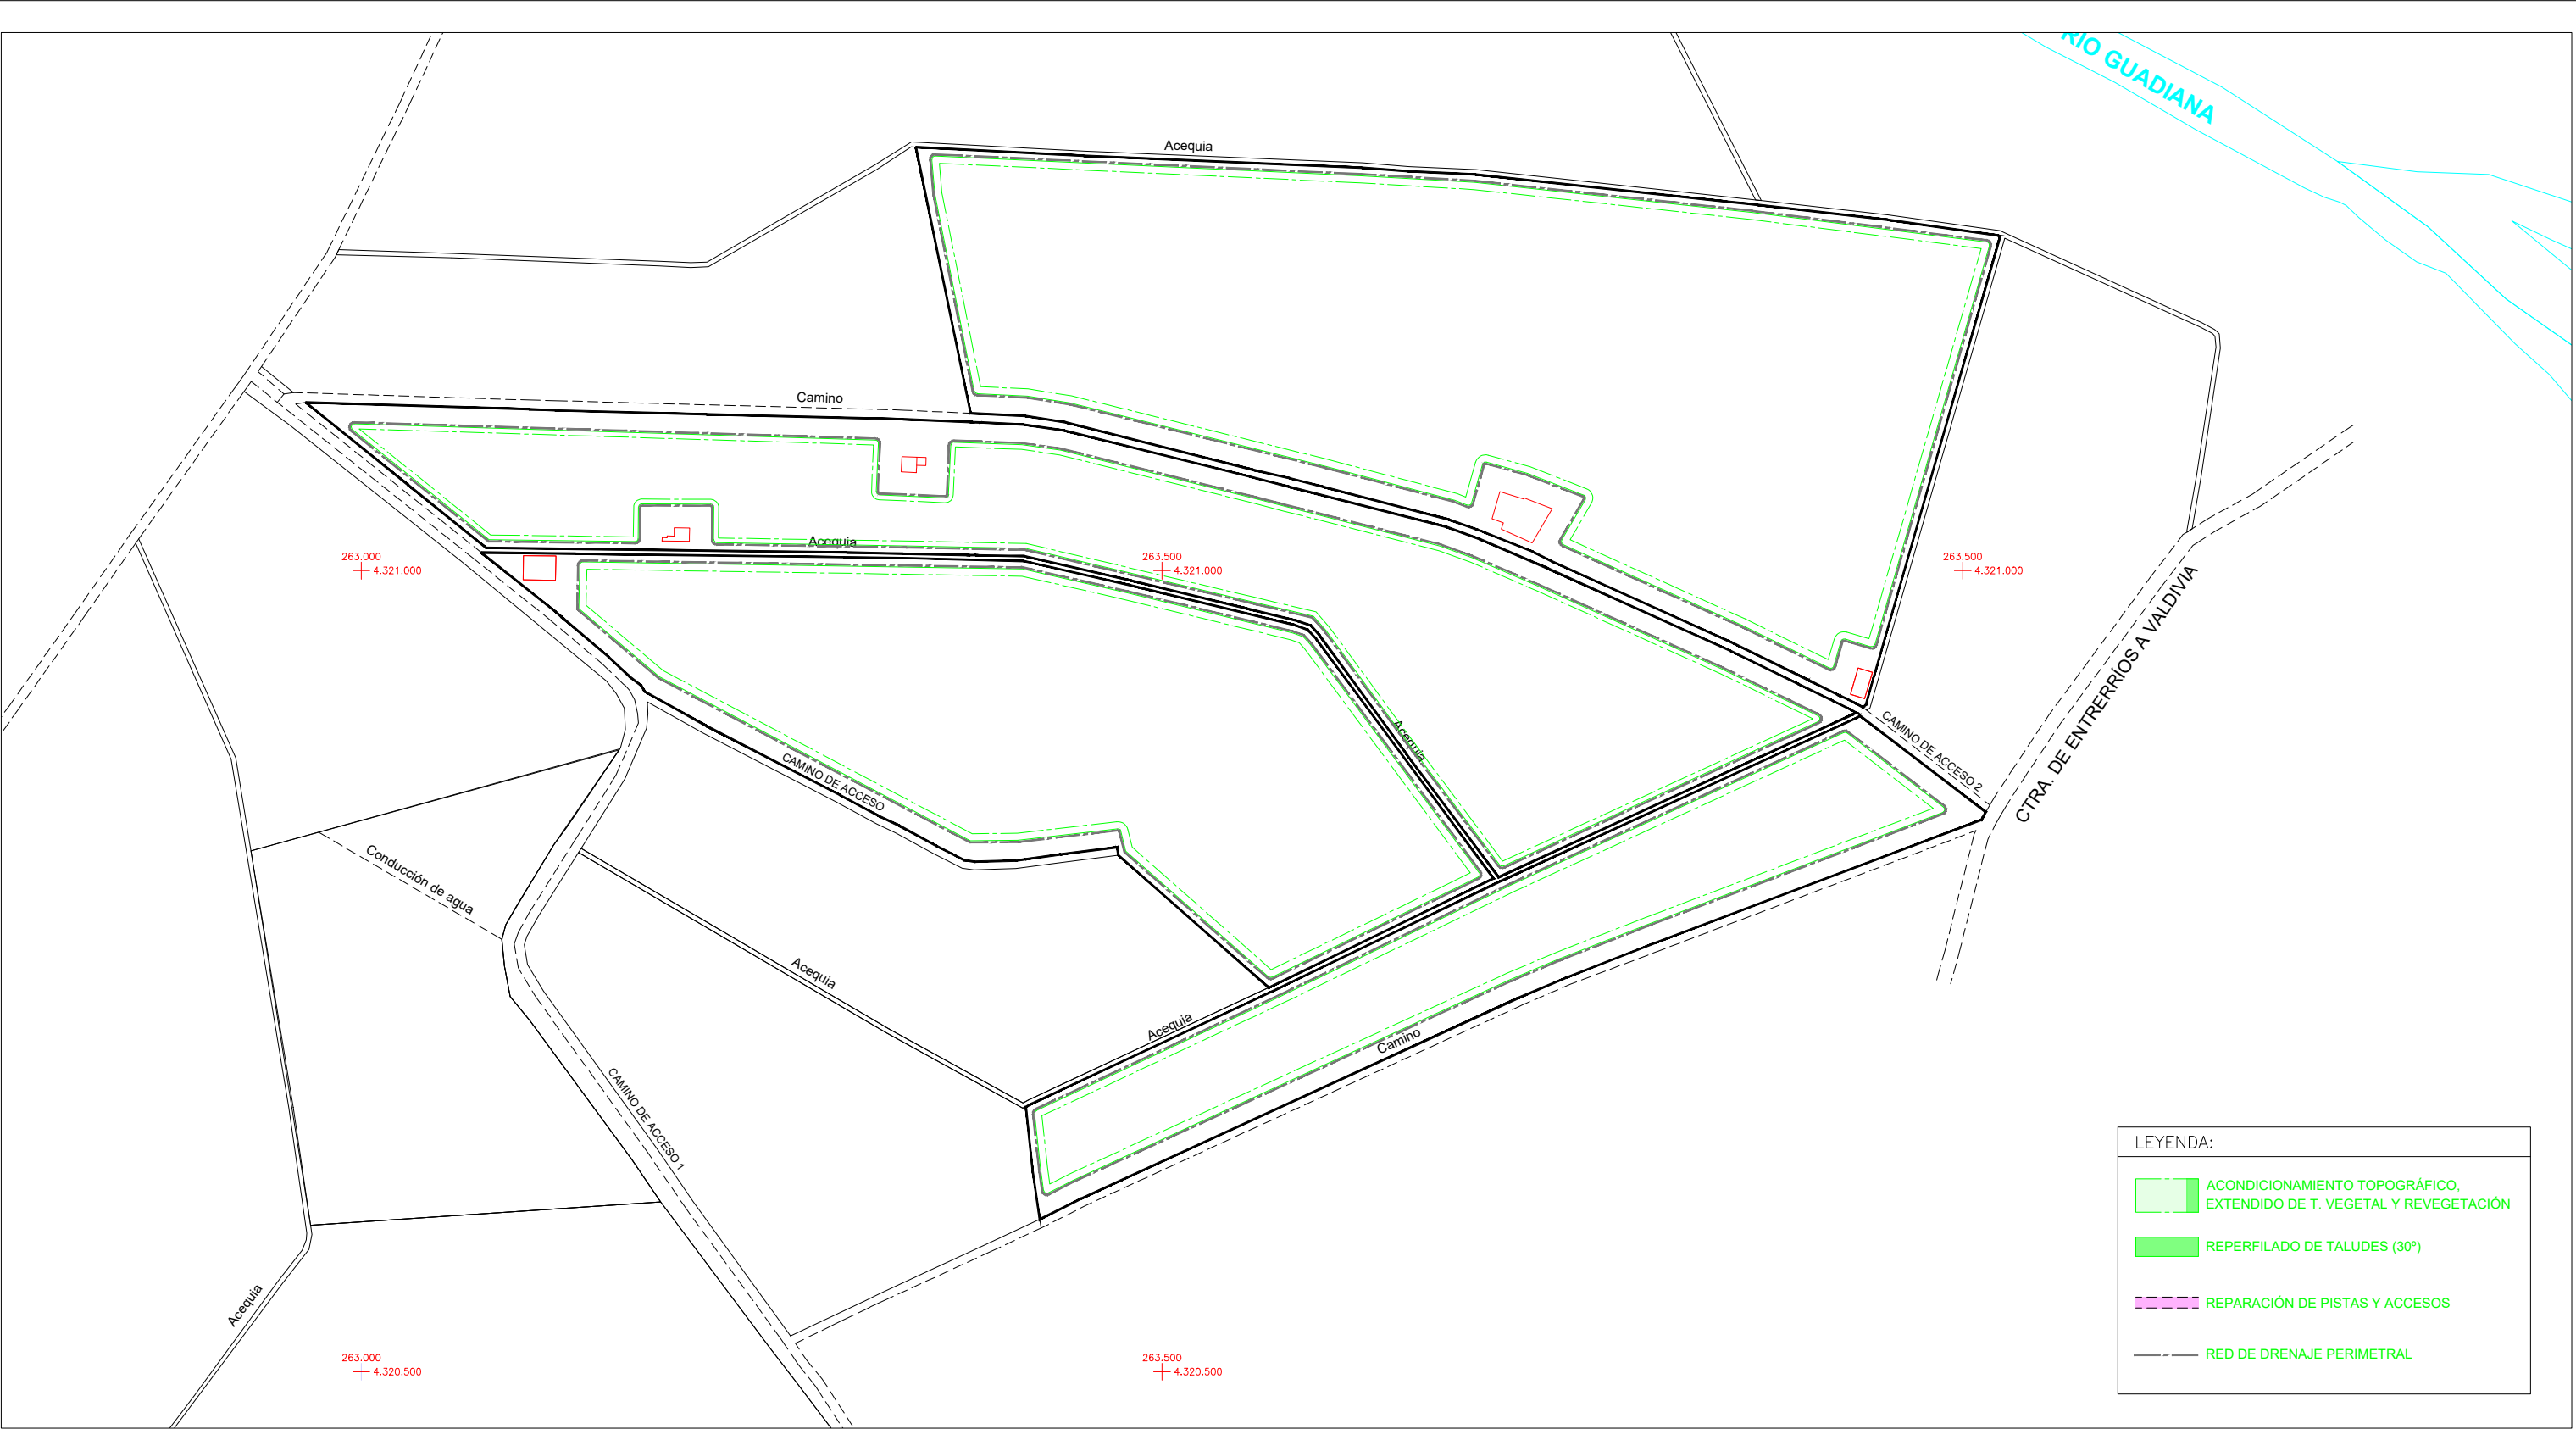 RÍO GUADIANA
Acequia
Camino
Acequia
263.000
4.321.000
263.500
4.321.000
263.500
4.321.000
CTRA. DE ENTRERRÍOS A VALDIVIA
CAMINO DE ACCESO 2
Acequia
CAMINO DE ACCESO
Conducción de agua
Acequia
Acequia
Camino
CAMINO DE ACCESO 1
Acequia
263.000
4.320.500
263.500
4.320.500
LEYENDA:
ACONDICIONAMIENTO TOPOGRÁFICO,
EXTENDIDO DE T. VEGETAL Y REVEGETACIÓN
REPERFILADO DE TALUDES (30º)
REPARACIÓN DE PISTAS Y ACCESOS
RED DE DRENAJE PERIMETRAL